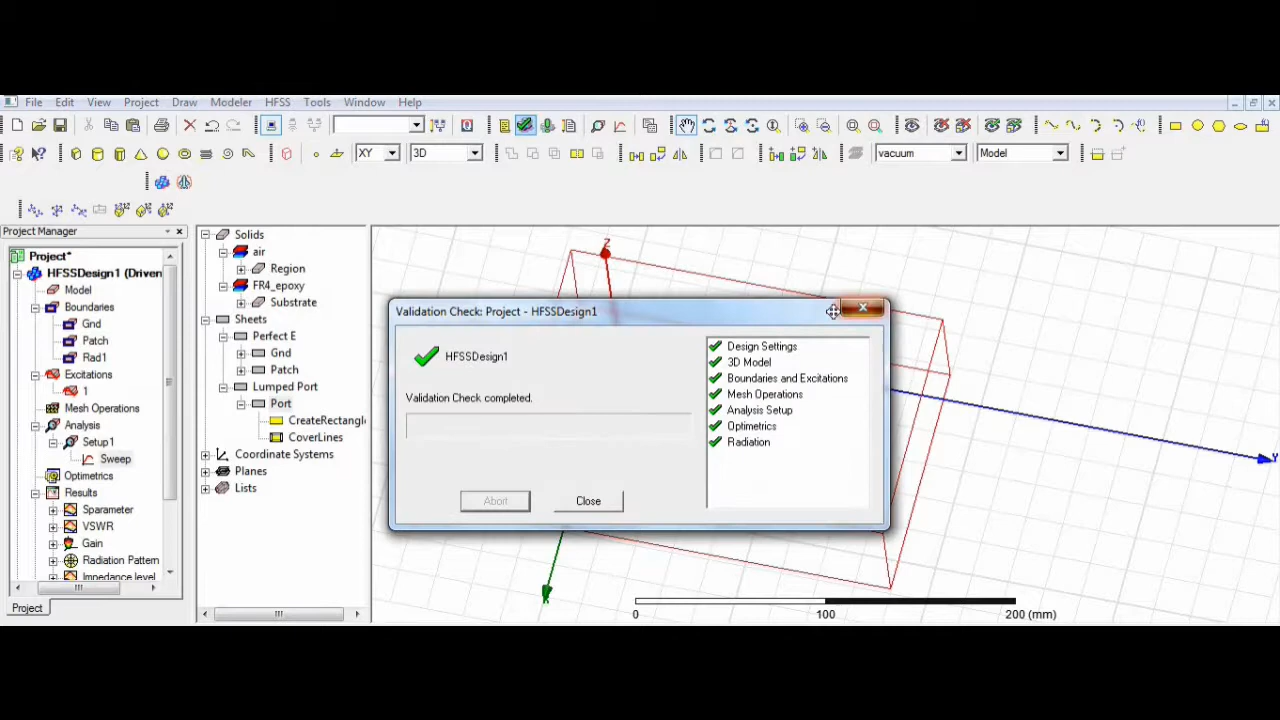 File Edit View Project Draw Modeler HFSS Tools Window Help
XY 3D vacuum Model
Project Manager
Project*
HFSSDesign1 (Driven
Model
Boundaries
Gnd
Patch
Rad1
Excitations
1
Mesh Operations
Analysis
Setup1
Sweep
Optimetrics
Results
Sparameter
VSWR
Gain
Radiation Pattern
Impedance level
Project
Solids
air
Region
FR4_epoxy
Substrate
Sheets
Perfect E
Gnd
Patch
Lumped Port
Port
CreateRectangl
CoverLines
Coordinate Systems
Planes
Lists
Z
Validation Check: Project - HFSSDesign1
HFSSDesign1
Validation Check completed.
Abort Close
Design Settings
3D Model
Boundaries and Excitations
Mesh Operations
Analysis Setup
Optimetrics
Radiation
Y
X
0 100 200 (mm)